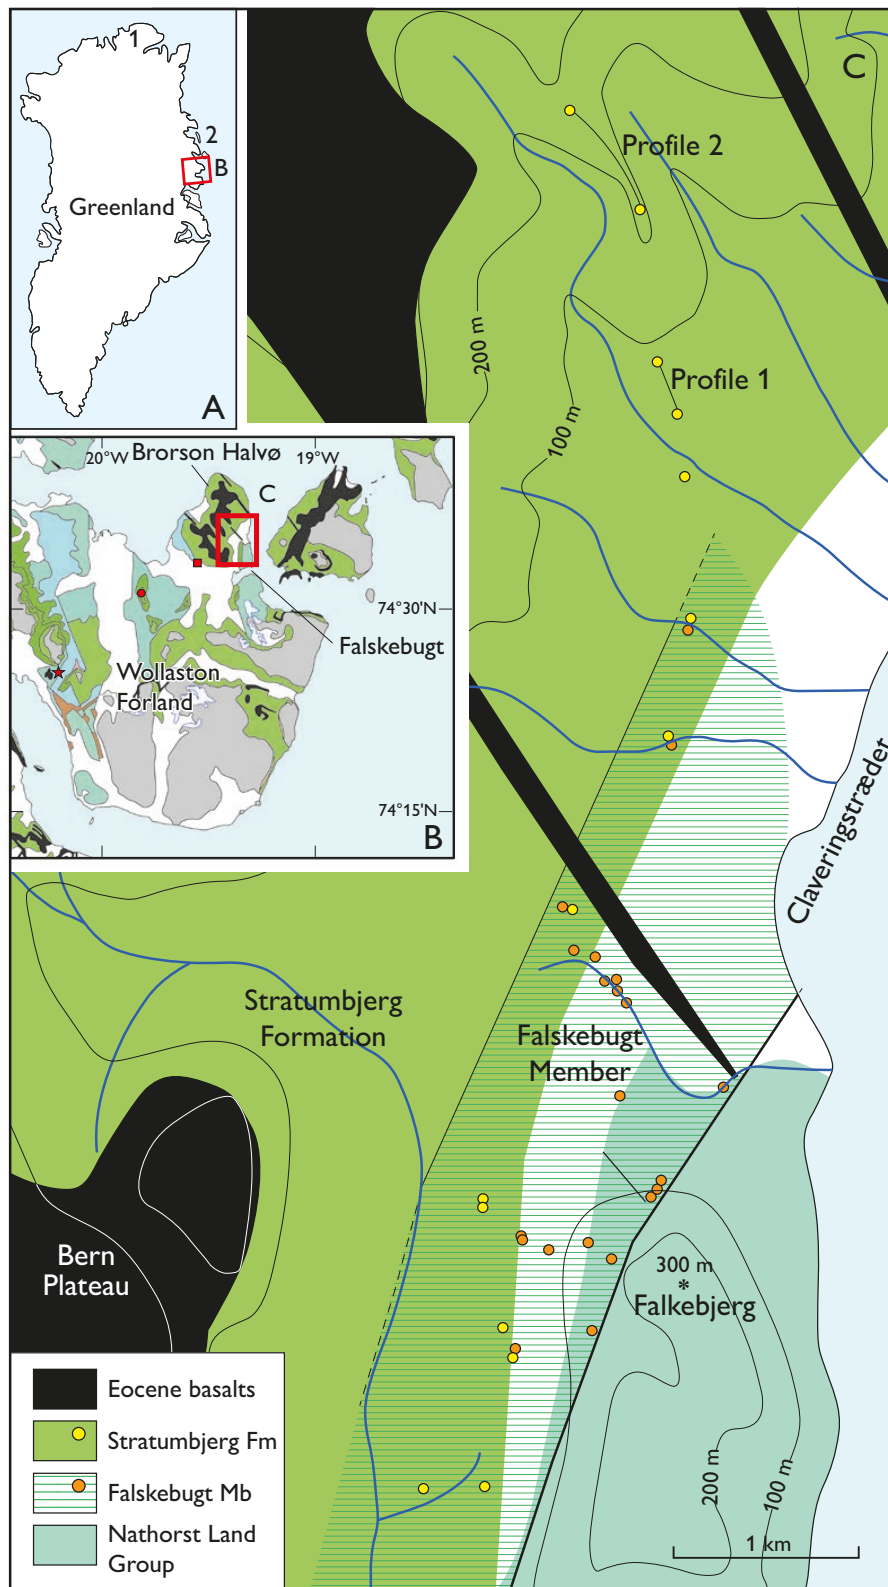 1
2
B
Greenland
A
C
Profile 2
200 m
Profile 1
100 m
20°W
Brorson Halvø
19°W
C
74°30'N
Falskebugt
Wollaston
Forland
74°15'N
B
Claveringstrædet
Stratumbjerg
Formation
Falskebugt
Member
Bern
Plateau
300 m
*
Falkebjerg
200 m
100 m
Eocene basalts
Stratumbjerg Fm
Falskebugt Mb
Nathorst Land
Group
1 km